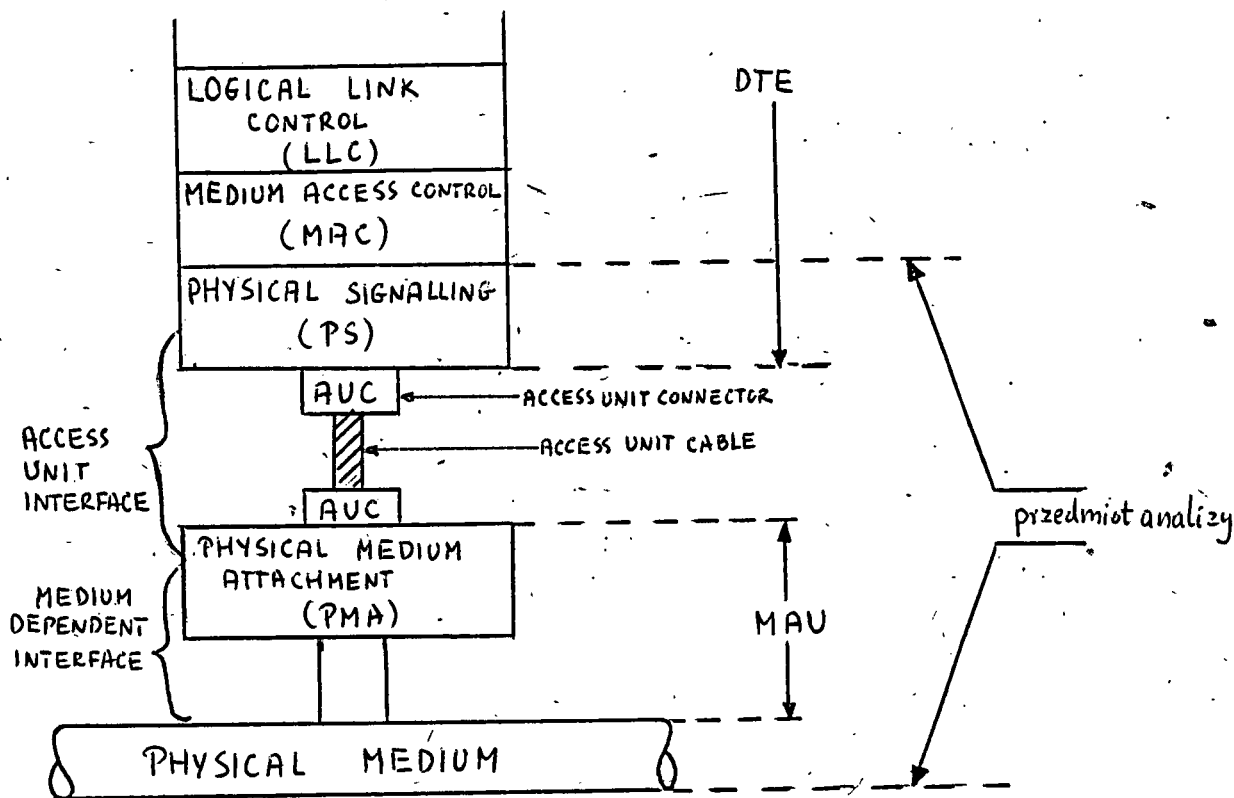 LOGICAL LINK
CONTROL
(LLC)
MEDIUM ACCESS CONTROL
(MAC)
PHYSICAL SIGNALLING
(PS)
AUC
ACCESS UNIT CONNECTOR
ACCESS UNIT CABLE
AUC
PHYSICAL MEDIUM
ATTACHMENT
(PMA)
PHYSICAL MEDIUM
ACCESS
UNIT
INTERFACE
MEDIUM
DEPENDENT
INTERFACE
DTE
MAU
przedmiot analizy